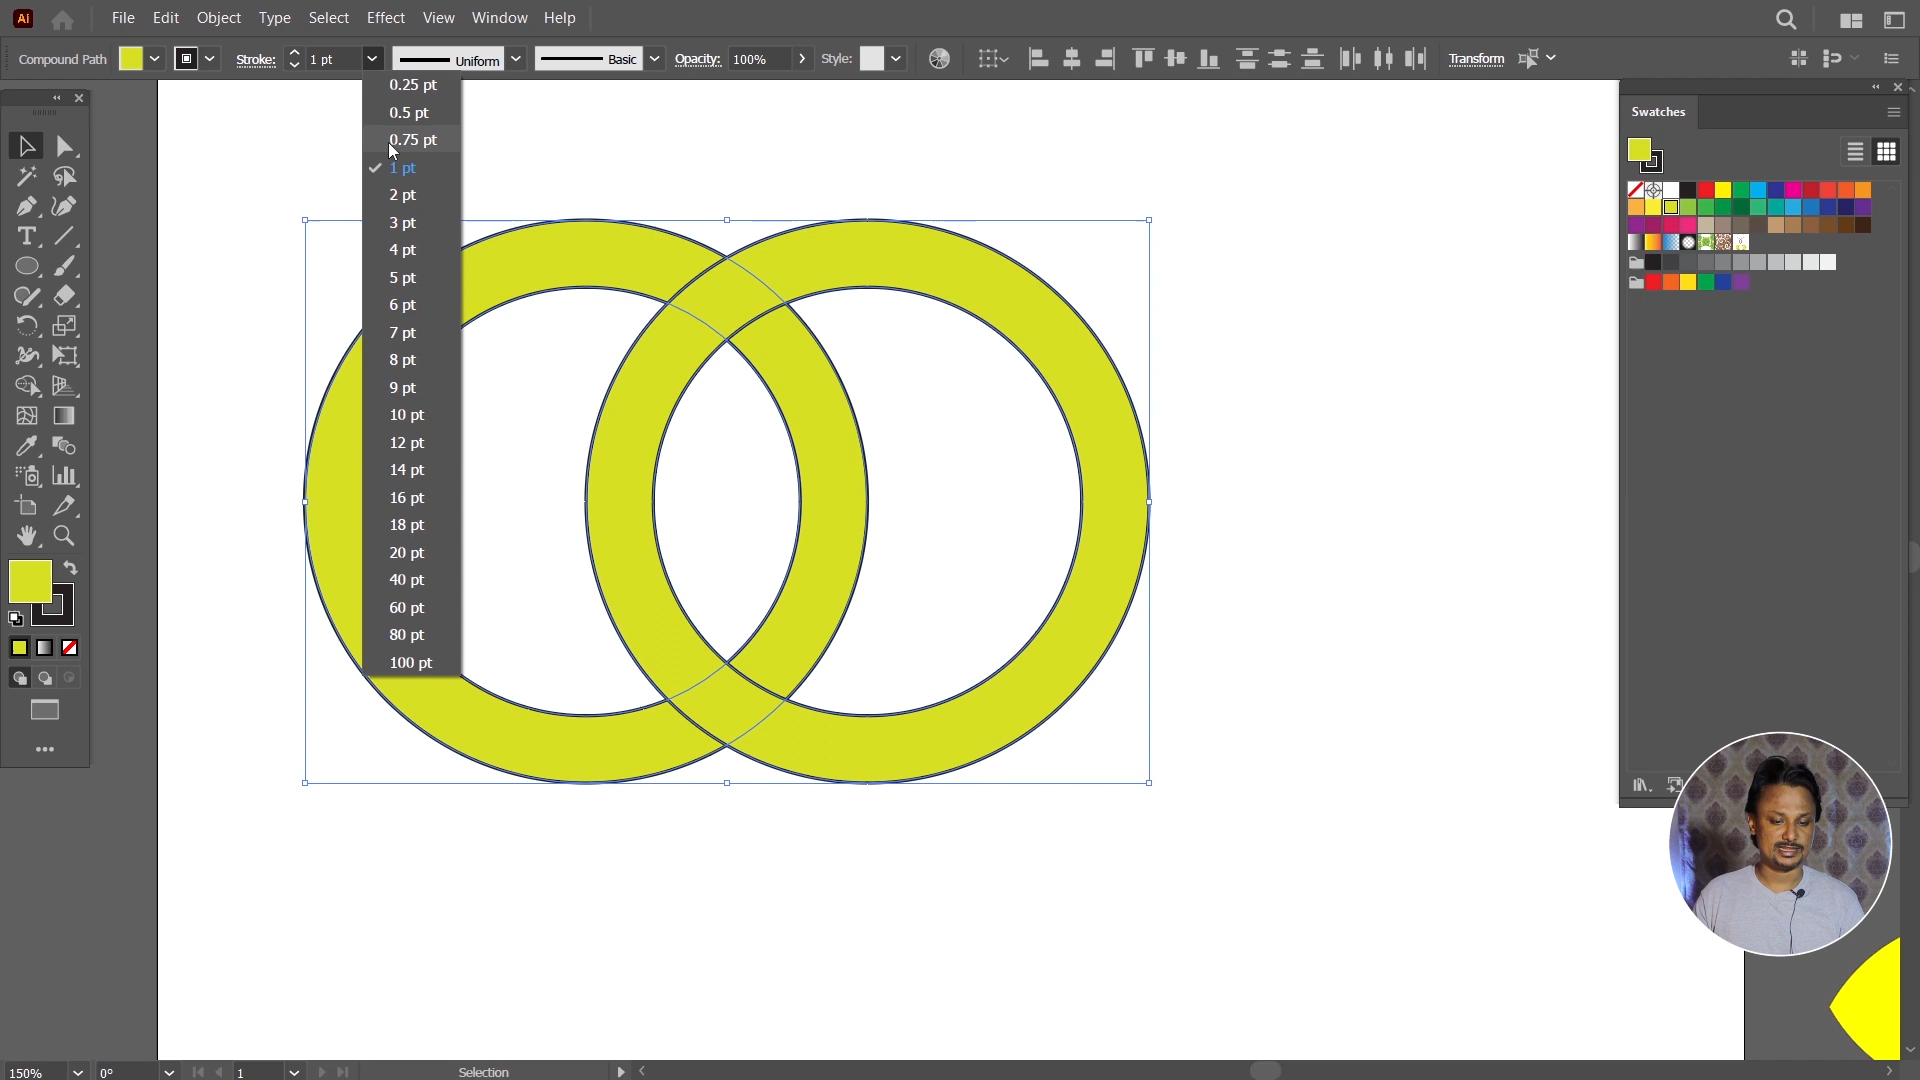 Ai File Edit Object Type Select Effect View Window Help
Compound Path Stroke: 1 pt Uniform Basic Opacity: 100% Style: Transform
0.25 pt
0.5 pt
0.75 pt
1 pt
2 pt
3 pt
4 pt
5 pt
6 pt
7 pt
8 pt
9 pt
10 pt
12 pt
14 pt
16 pt
18 pt
20 pt
40 pt
60 pt
80 pt
100 pt
Swatches
150% 0° 1 Selection